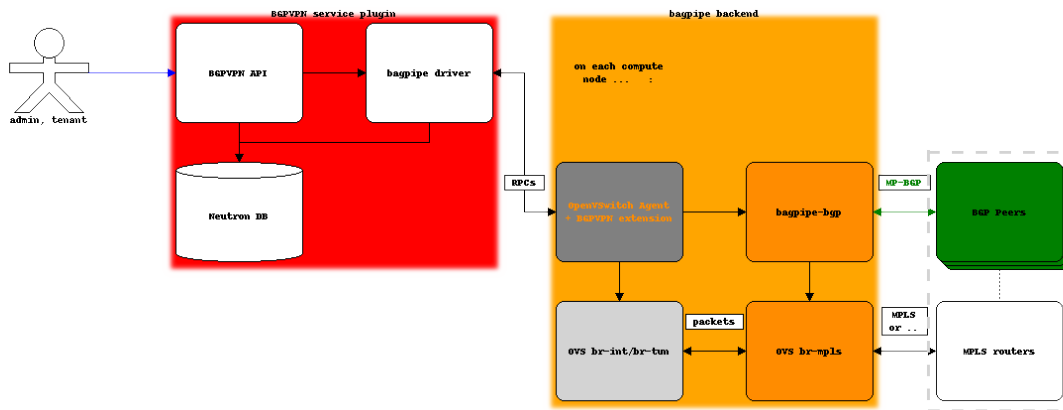 BGPVPN service plugin
bagpipe backend
BGPVPN API
bagpipe driver
on each compute
node ... :
admin, tenant
RPCs
MP-BGP
Neutron DB
OpenVSwitch Agent
+ BGPVPN extension
bagpipe-bgp
BGP Peers
packets
MPLS
or ..
OVS br-int/br-tun
OVS br-mpls
MPLS routers